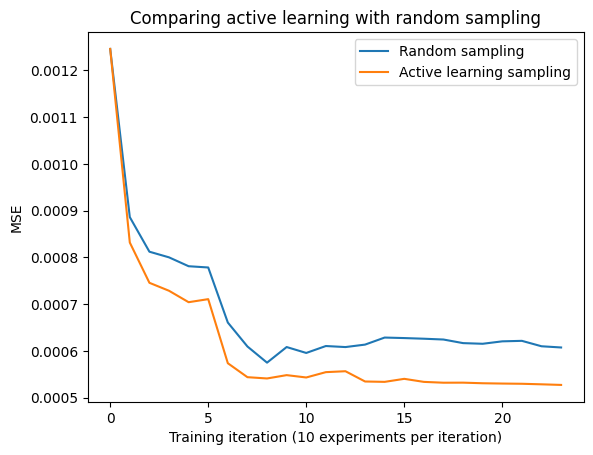 Comparing active learning with random sampling
Random sampling
Active learning sampling
0.0012
0.0011
0.0010
0.0009
0.0008
0.0007
0.0006
0.0005
MSE
0
5
10
15
20
Training iteration (10 experiments per iteration)